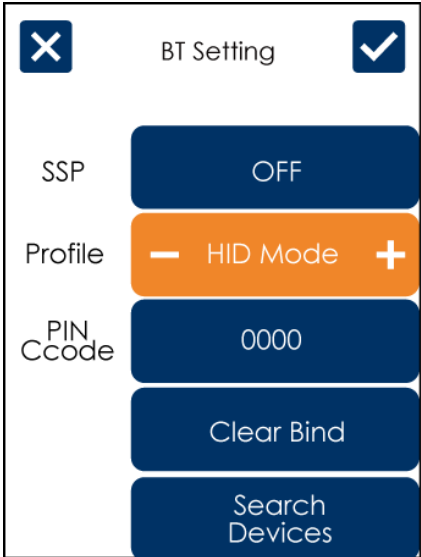 BT Setting
SSP OFF
Profile HID Mode
PIN
Ccode 0000
Clear Bind
Search
Devices